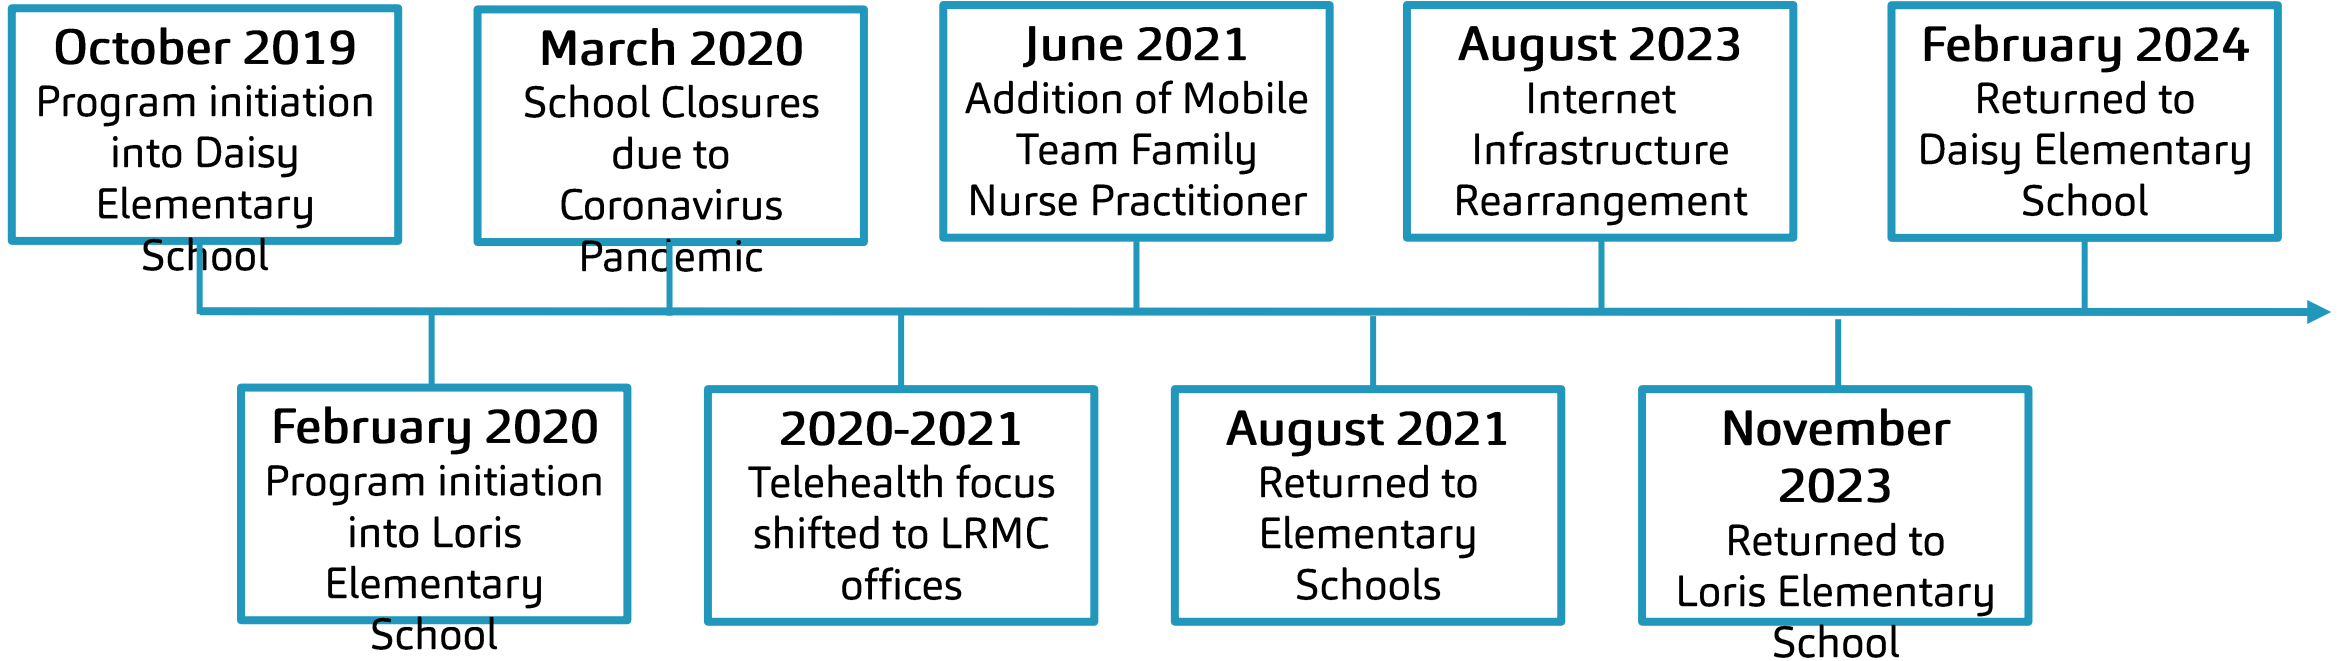 October 2019
Program initiation
into Daisy
Elementary
School
March 2020
School Closures
due to
Coronavirus
Pandemic
June 2021
Addition of Mobile
Team Family
Nurse Practitioner
August 2023
Internet
Infrastructure
Rearrangement
February 2024
Returned to
Daisy Elementary
School
February 2020
Program initiation
into Loris
Elementary
School
2020-2021
Telehealth focus
shifted to LRMC
offices
August 2021
Returned to
Elementary
Schools
November
2023
Returned to
Loris Elementary
School